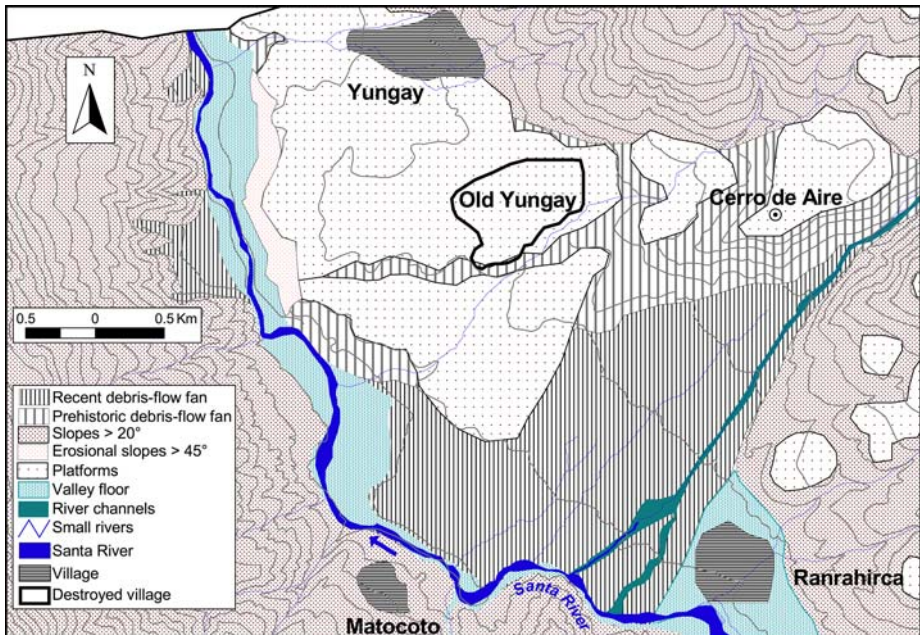 N
Yungay
Old Yungay
Cerro de Aire
0.5 0 0.5 Km
Recent debris-flow fan
Prehistoric debris-flow fan
Slopes > 20°
Erosional slopes > 45°
Platforms
Valley floor
River channels
Small rivers
Santa River
Village
Destroyed village
Ranrahirca
Santa River
Matocoto